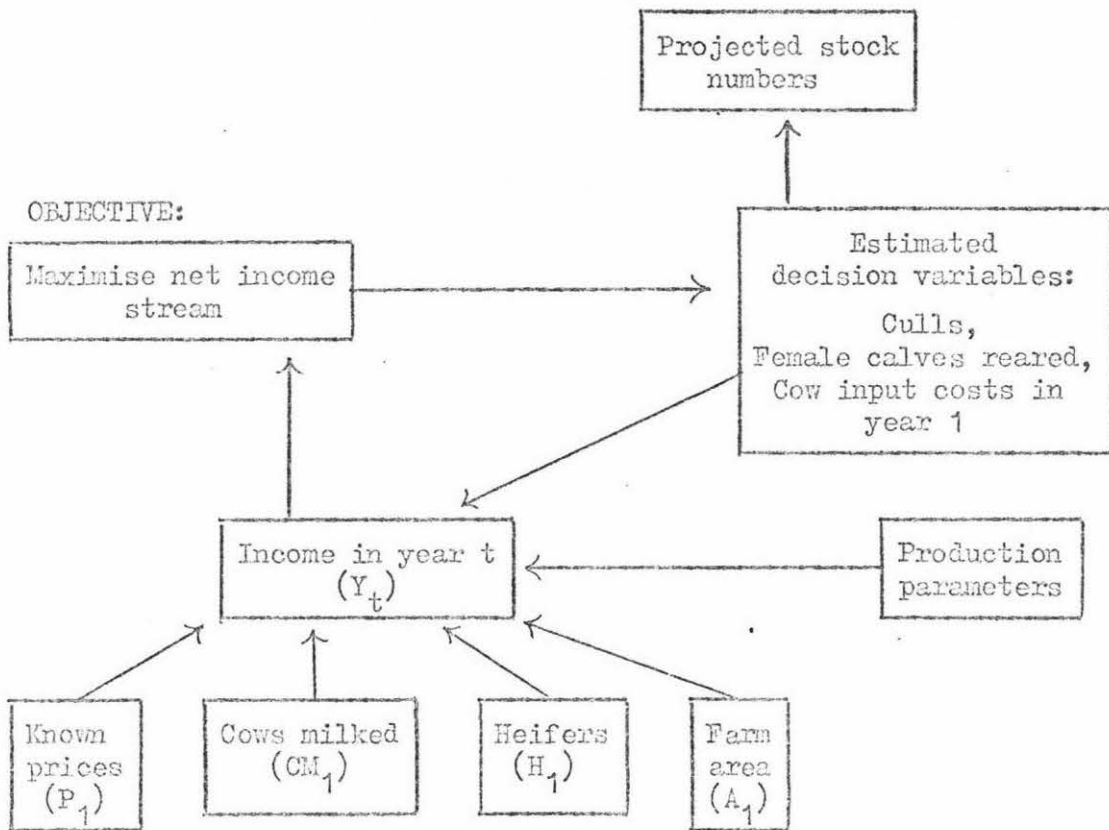 Projected stock
numbers
OBJECTIVE:
Maximise net income
stream
Estimated
decision variables:
Culls,
Female calves reared,
Cow input costs in
year 1
Income in year t
(Y_t)
Production
parameters
Known
prices
(P_1)
Cows milked
(CM_1)
Heifers
(H_1)
Farm
area
(A_1)